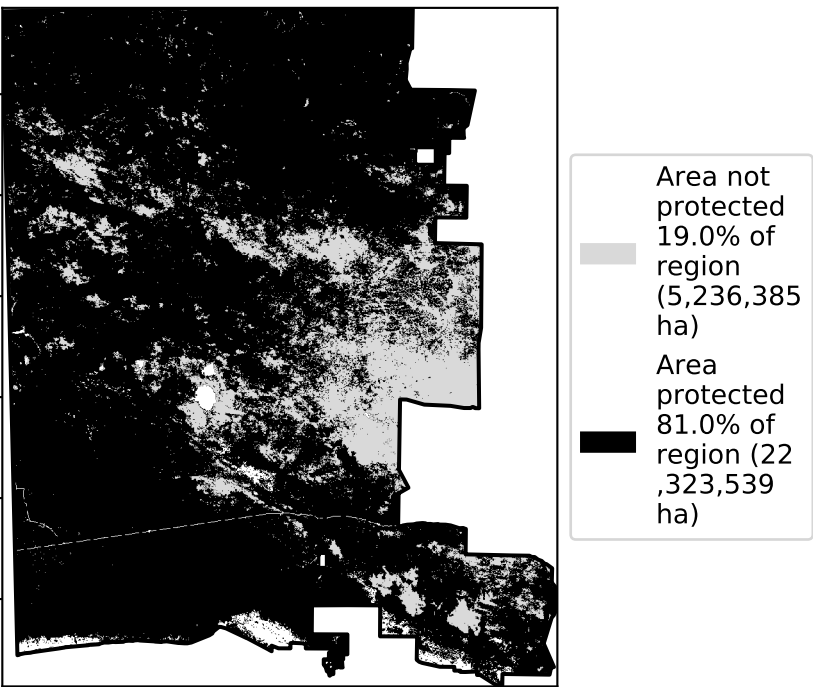 Area not
protected
19.0% of
region
(5,236,385
ha)
Area
protected
81.0% of
region (22
,323,539
ha)